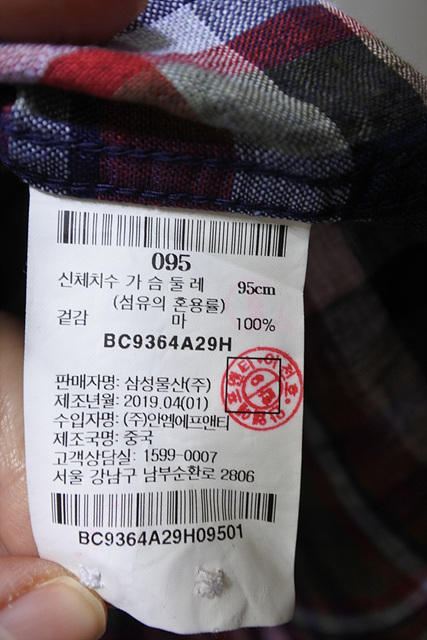 095
신체치수 가 슴 둘 레 95cm
(섬유의 혼용률)
겉감 마 100%
BC9364A29H
판매자명: 삼성물산(주)
제조년월: 2019.04(01)
수입자명: (주)안엠에프앤티
제조국명: 중국
고객상담실: 1599-0007
서울 강남구 남부순환로 2806
BC9364A29H09501